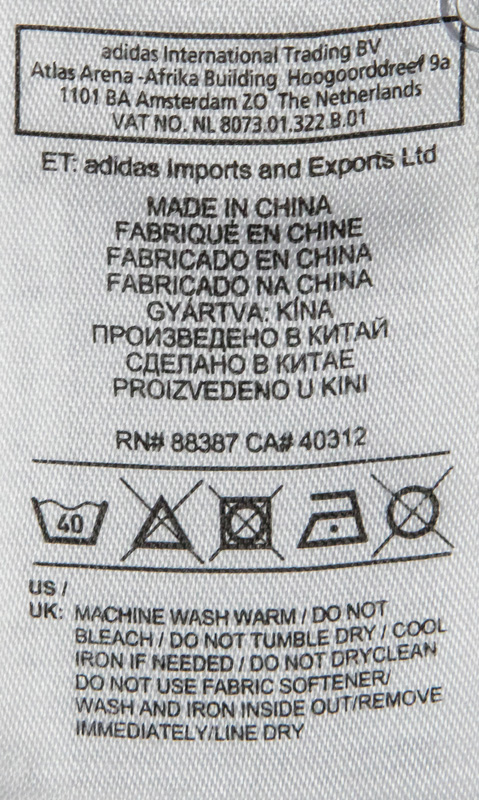 adidas International Trading BV
Atlas Arena -Afrika Building Hoogoorddreef 9a
1101 BA Amsterdam ZO The Netherlands
VAT NO. NL 8073.01.322.B.01
ET: adidas Imports and Exports Ltd
MADE IN CHINA
FABRIQUÉ EN CHINE
FABRICADO EN CHINA
FABRICADO NA CHINA
GYÁRTVA: KÍNA
ПРОИЗВЕДЕНО В КИТАЙ
СДЕЛАНО В КИТАЕ
PROIZVEDENO U KINI
RN# 88387 CA# 40312
40
US /
UK: MACHINE WASH WARM / DO NOT
BLEACH / DO NOT TUMBLE DRY / COOL
IRON IF NEEDED / DO NOT DRYCLEAN
DO NOT USE FABRIC SOFTENER/
WASH AND IRON INSIDE OUT/REMOVE
IMMEDIATELY/LINE DRY